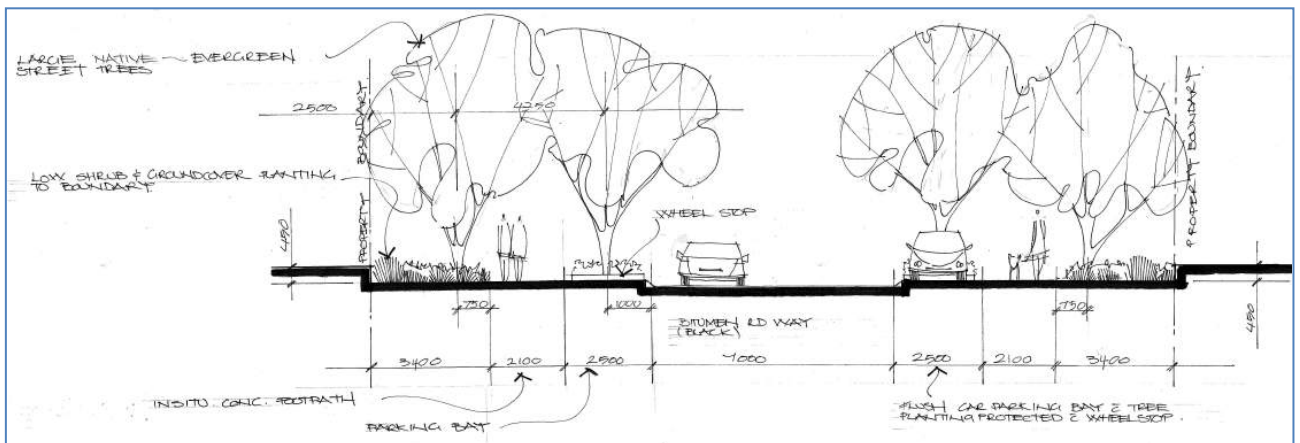 LARGE NATIVE ~ EVERGREEN
STREET TREES
2500
4250
PROPERTY BOUNDARY.
PROPERTY BOUNDARY.
LOW SHRUB & GROUNDCOVER PLANTING
TO BOUNDARY
WHEEL STOP
450
750
1000
BITUMEN RD WAY
(BLACK)
750
450
3400
2100
2500
7000
2500
2100
3400
INSITU. CONC. FOOTPATH
PARKING BAY
FLUSH CAR PARKING BAY & TREE
PLANTING PROTECTED & WHEELSTOP.